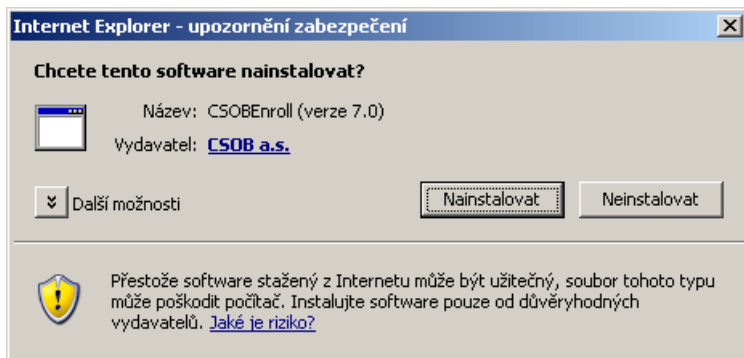 Internet Explorer - upozornění zabezpečení
Chcete tento software nainstalovat?
Název: CSOBEnroll (verze 7.0)
Vydavatel: CSOB a.s.
Další možnosti
Nainstalovat
Neinstalovat
Přestože software stažený z Internetu může být užitečný, soubor tohoto typu
může poškodit počítač. Instalujte software pouze od důvěryhodných
vydavatelů. Jaké je riziko?